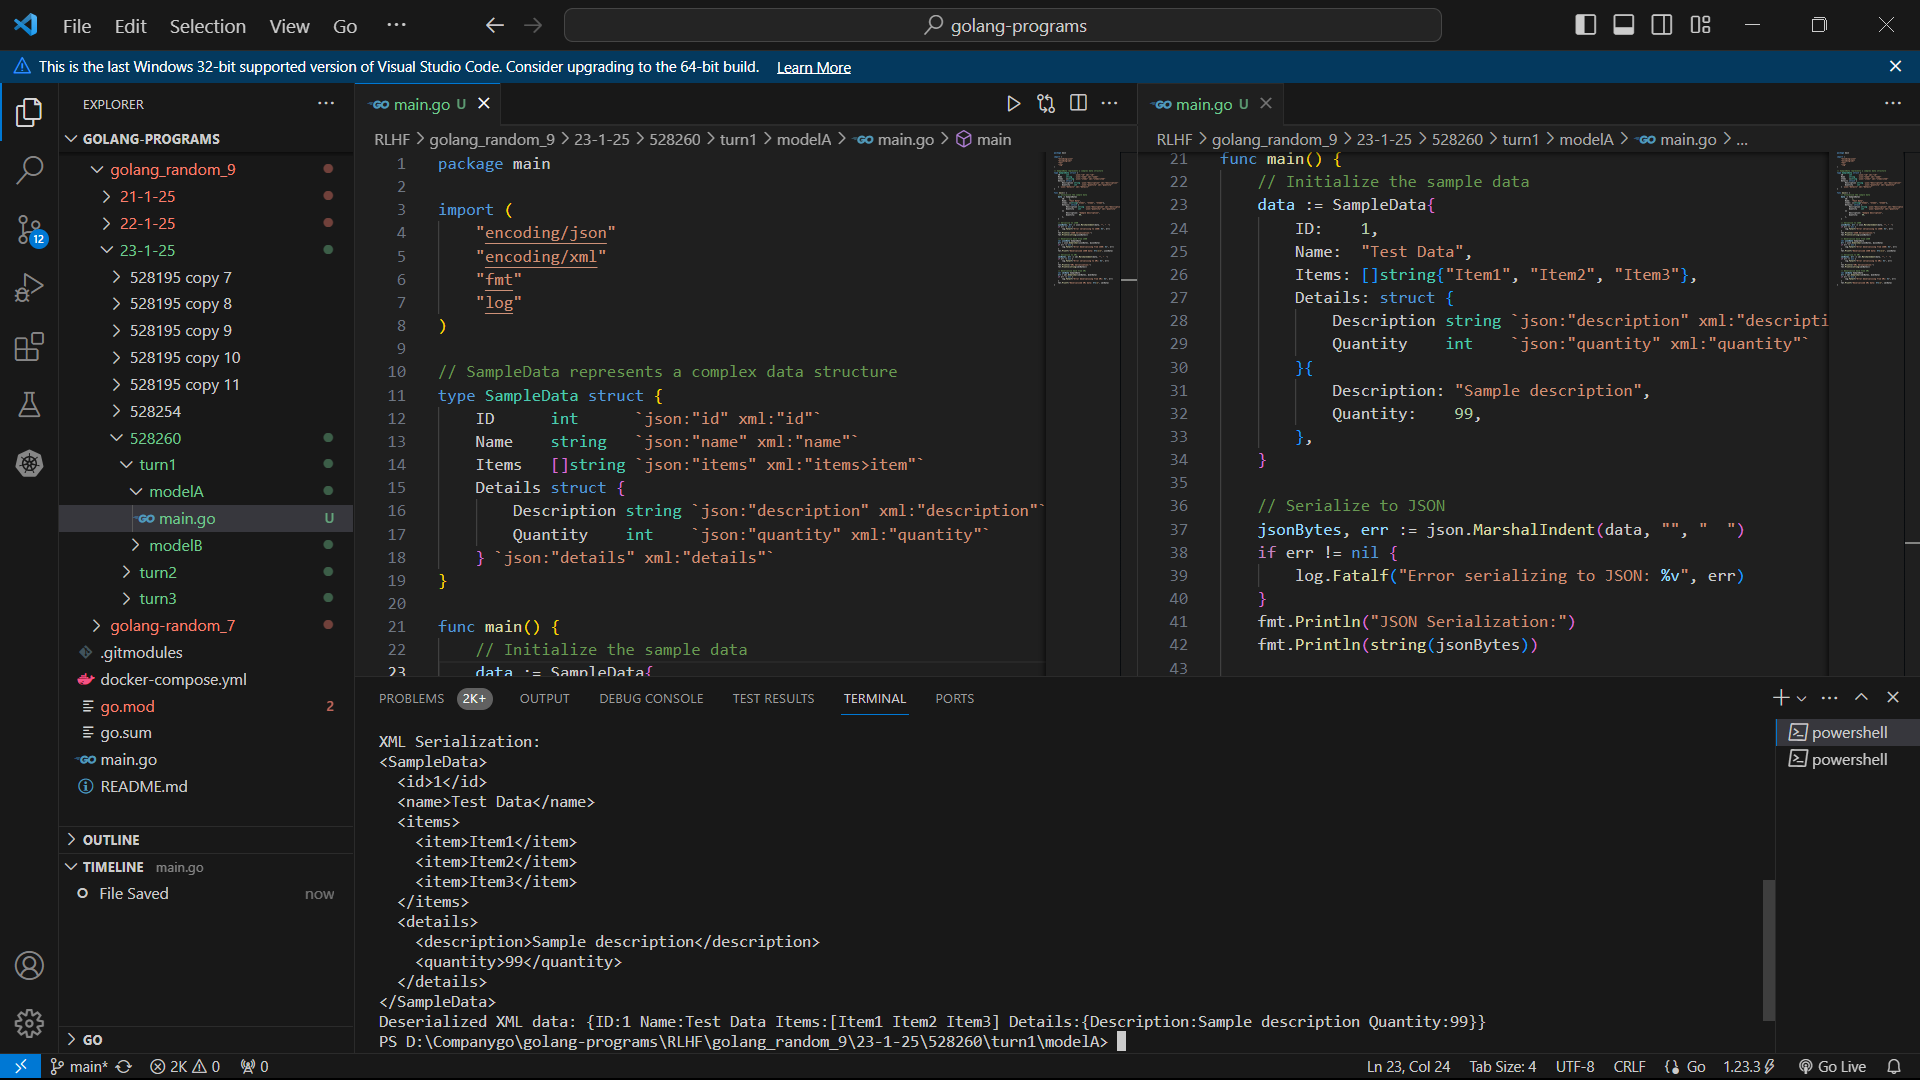 File Edit Selection View Go ··· golang-programs
This is the last Windows 32-bit supported version of Visual Studio Code. Consider upgrading to the 64-bit build. Learn More
EXPLORER
GOLANG-PROGRAMS
golang_random_9
21-1-25
22-1-25
23-1-25
528195 copy 7
528195 copy 8
528195 copy 9
528195 copy 10
528195 copy 11
528254
528260
turn1
modelA
main.go U
modelB
turn2
turn3
golang-random_7
.gitmodules
docker-compose.yml
go.mod 2
go.sum
main.go
README.md
OUTLINE
TIMELINE main.go
File Saved now
GO
12
main.go U
RLHF > golang_random_9 > 23-1-25 > 528260 > turn1 > modelA > main.go > main
1 package main
2
3 import (
4 "encoding/json"
5 "encoding/xml"
6 "fmt"
7 "log"
8 )
9
10 // SampleData represents a complex data structure
11 type SampleData struct {
12 ID int `json:"id" xml:"id"`
13 Name string `json:"name" xml:"name"`
14 Items []string `json:"items" xml:"items>item"`
15 Details struct {
16 Description string `json:"description" xml:"description"`
17 Quantity int `json:"quantity" xml:"quantity"`
18 } `json:"details" xml:"details"`
19 }
20
21 func main() {
22 // Initialize the sample data
23 data := SampleData{
main.go U
RLHF > golang_random_9 > 23-1-25 > 528260 > turn1 > modelA > main.go > ...
21 func main() {
22 // Initialize the sample data
23 data := SampleData{
24 ID: 1,
25 Name: "Test Data",
26 Items: []string{"Item1", "Item2", "Item3"},
27 Details: struct {
28 Description string `json:"description" xml:"descripti
29 Quantity int `json:"quantity" xml:"quantity"`
30 }{
31 Description: "Sample description",
32 Quantity: 99,
33 },
34 }
35
36 // Serialize to JSON
37 jsonBytes, err := json.MarshalIndent(data, "", "  ")
38 if err != nil {
39 log.Fatalf("Error serializing to JSON: %v", err)
40 }
41 fmt.Println("JSON Serialization:")
42 fmt.Println(string(jsonBytes))
43
PROBLEMS 2K+ OUTPUT DEBUG CONSOLE TEST RESULTS TERMINAL PORTS
XML Serialization:
<SampleData>
<id>1</id>
<name>Test Data</name>
<items>
<item>Item1</item>
<item>Item2</item>
<item>Item3</item>
</items>
<details>
<description>Sample description</description>
<quantity>99</quantity>
</details>
</SampleData>
Deserialized XML data: {ID:1 Name:Test Data Items:[Item1 Item2 Item3] Details:{Description:Sample description Quantity:99}}
PS D:\Companygo\golang-programs\RLHF\golang_random_9\23-1-25\528260\turn1\modelA>
powershell
powershell
main* 2K 0 0 Ln 23, Col 24 Tab Size: 4 UTF-8 CRLF Go 1.23.3 Go Live